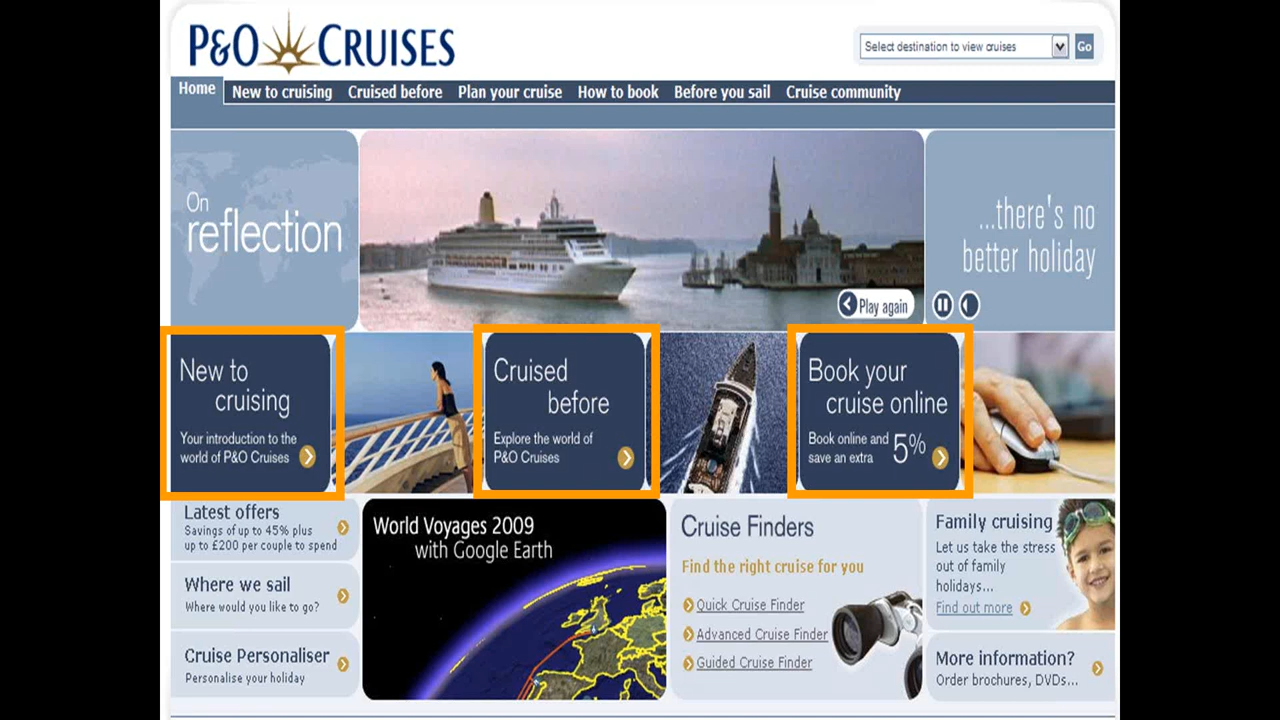 P&O CRUISES
Select destination to view cruises
Go
Home
New to cruising
Cruised before
Plan your cruise
How to book
Before you sail
Cruise community
On
reflection
...there's no
better holiday
Play again
New to
cruising
Your introduction to the
world of P&O Cruises
Cruised
before
Explore the world of
P&O Cruises
Book your
cruise online
Book online and
save an extra
5%
Latest offers
Savings of up to 45% plus
up to £200 per couple to spend
Where we sail
Where would you like to go?
Cruise Personaliser
Personalise your holiday
World Voyages 2009
with Google Earth
Cruise Finders
Find the right cruise for you
Quick Cruise Finder
Advanced Cruise Finder
Guided Cruise Finder
Family cruising
Let us take the stress
out of family
holidays...
Find out more
More information?
Order brochures, DVDs...